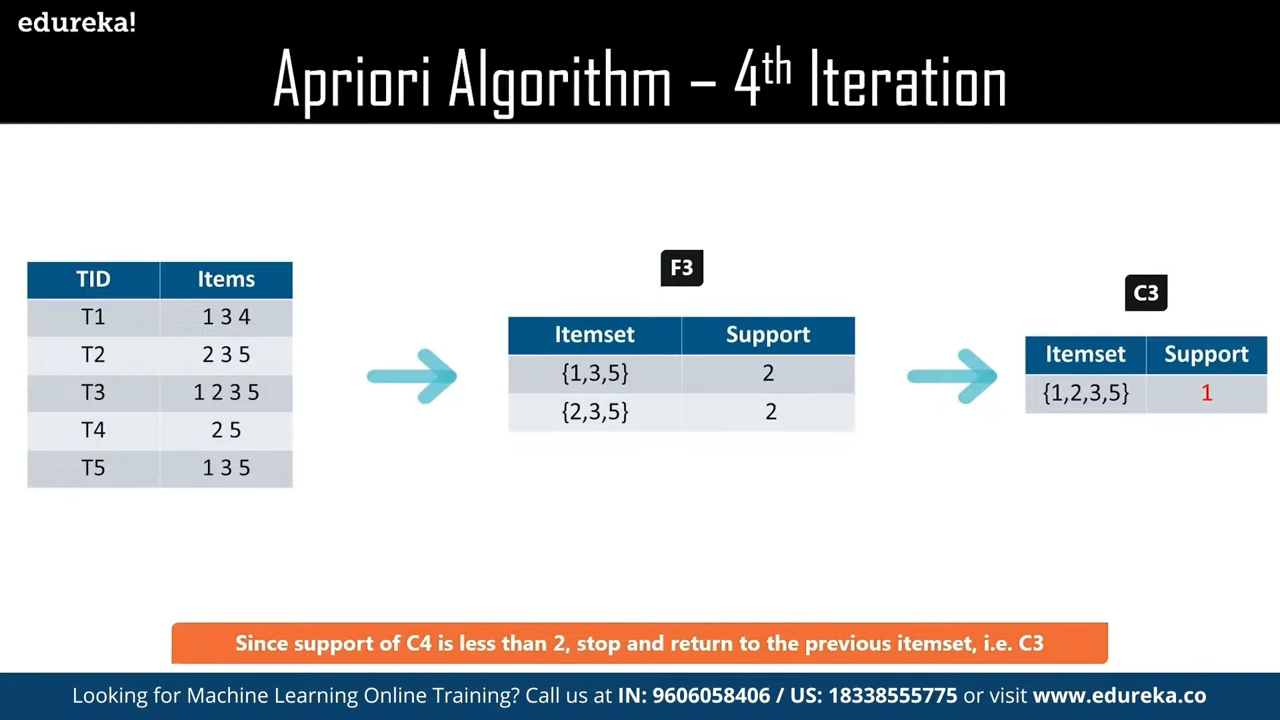 edureka!
Apriori Algorithm – 4th Iteration
TID Items
T1 1 3 4
T2 2 3 5
T3 1 2 3 5
T4 2 5
T5 1 3 5
F3
Itemset Support
{1,3,5} 2
{2,3,5} 2
C3
Itemset Support
{1,2,3,5} 1
Since support of C4 is less than 2, stop and return to the previous itemset, i.e. C3
Looking for Machine Learning Online Training? Call us at IN: 9606058406 / US: 18338555775 or visit www.edureka.co